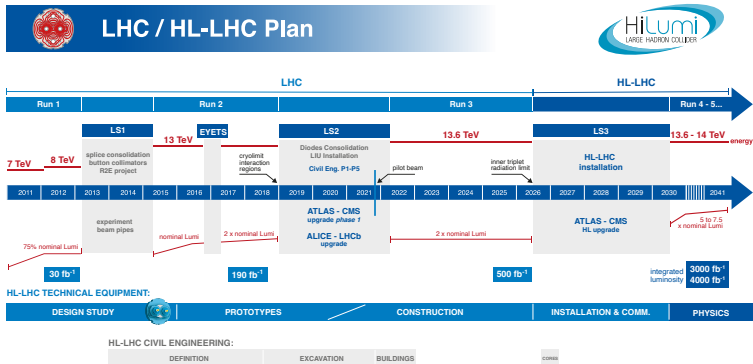 LHC / HL-LHC Plan
HiLumi
LARGE HADRON COLLIDER
LHC
HL-LHC
Run 1
Run 2
Run 3
Run 4 - 5...
LS1
EYETS
LS2
LS3
7 TeV
8 TeV
13 TeV
13.6 TeV
13.6 - 14 TeV
energy
splice consolidation
button collimators
R2E project
cryolimit
interaction
regions
Diodes Consolidation
LIU Installation
Civil Eng. P1-P5
pilot beam
inner triplet
radiation limit
HL-LHC
installation
2011
2012
2013
2014
2015
2016
2017
2018
2019
2020
2021
2022
2023
2024
2025
2026
2027
2028
2029
2030
2041
75% nominal Lumi
experiment
beam pipes
nominal Lumi
2 x nominal Lumi
ATLAS - CMS
upgrade phase 1
ALICE - LHCb
upgrade
2 x nominal Lumi
ATLAS - CMS
HL upgrade
5 to 7.5
x nominal Lumi
30 fb-1
190 fb-1
500 fb-1
integrated
luminosity
3000 fb-1
4000 fb-1
HL-LHC TECHNICAL EQUIPMENT:
DESIGN STUDY
PROTOTYPES
CONSTRUCTION
INSTALLATION & COMM.
PHYSICS
HL-LHC CIVIL ENGINEERING:
DEFINITION
EXCAVATION
BUILDINGS